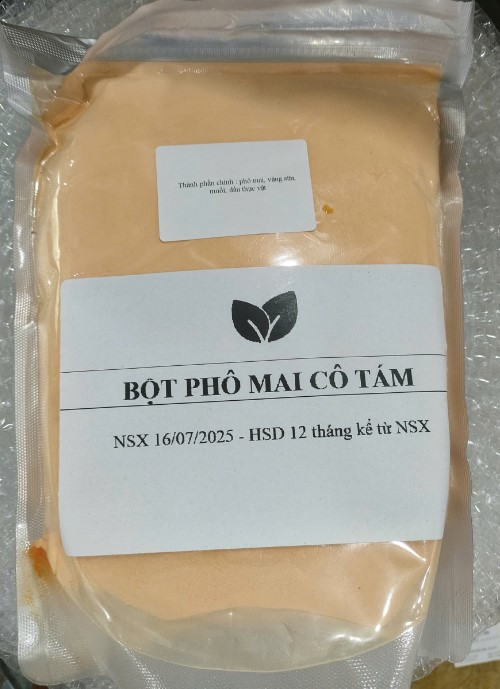 Thành phần chính : phô mai, váng sữa,
muối, dầu thực vật
BỘT PHÔ MAI CÔ TÁM
NSX 16/07/2025 - HSD 12 tháng kể từ NSX